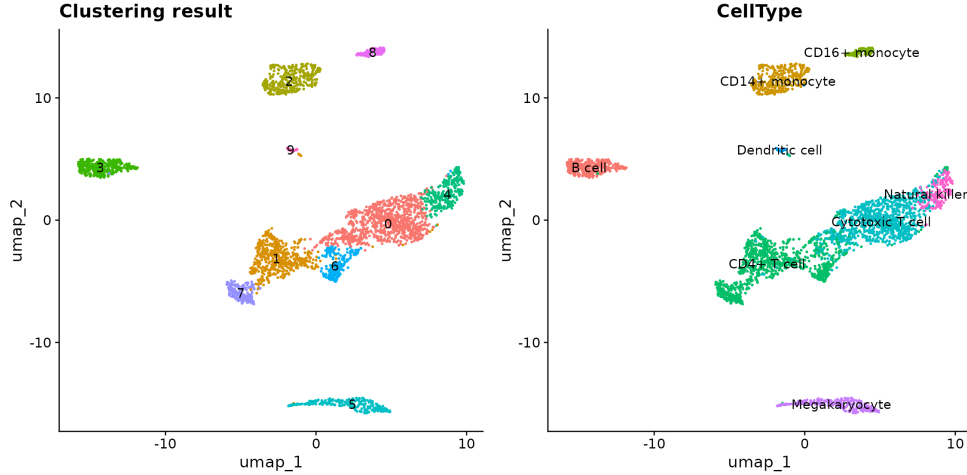 Clustering result
8
2
9
3
4
0
1
6
7
5
10
0
-10
umap_2
-10
0
10
umap_1
CellType
CD16+ monocyte
CD14+ monocyte
Dendritic cell
B cell
Natural killer
Cytotoxic T cell
CD4+ T cell
Megakaryocyte
10
0
-10
umap_2
-10
0
10
umap_1